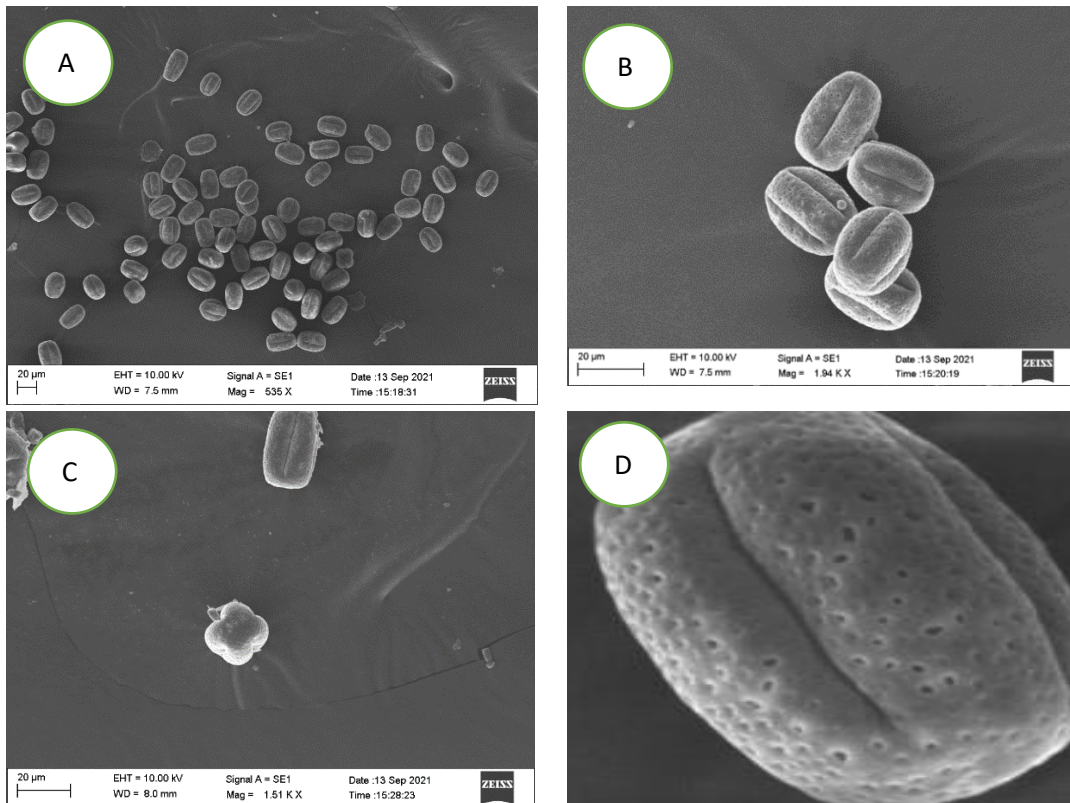 A
20 µm
EHT = 10.00 kV
WD = 7.5 mm
Signal A = SE1
Mag = 535 X
Date :13 Sep 2021
Time :15:18:31
ZEISS
B
20 µm
EHT = 10.00 kV
WD = 7.5 mm
Signal A = SE1
Mag = 1.94 K X
Date :13 Sep 2021
Time :15:20:19
ZEISS
C
20 µm
EHT = 10.00 kV
WD = 8.0 mm
Signal A = SE1
Mag = 1.51 K X
Date :13 Sep 2021
Time :15:28:23
ZEISS
D